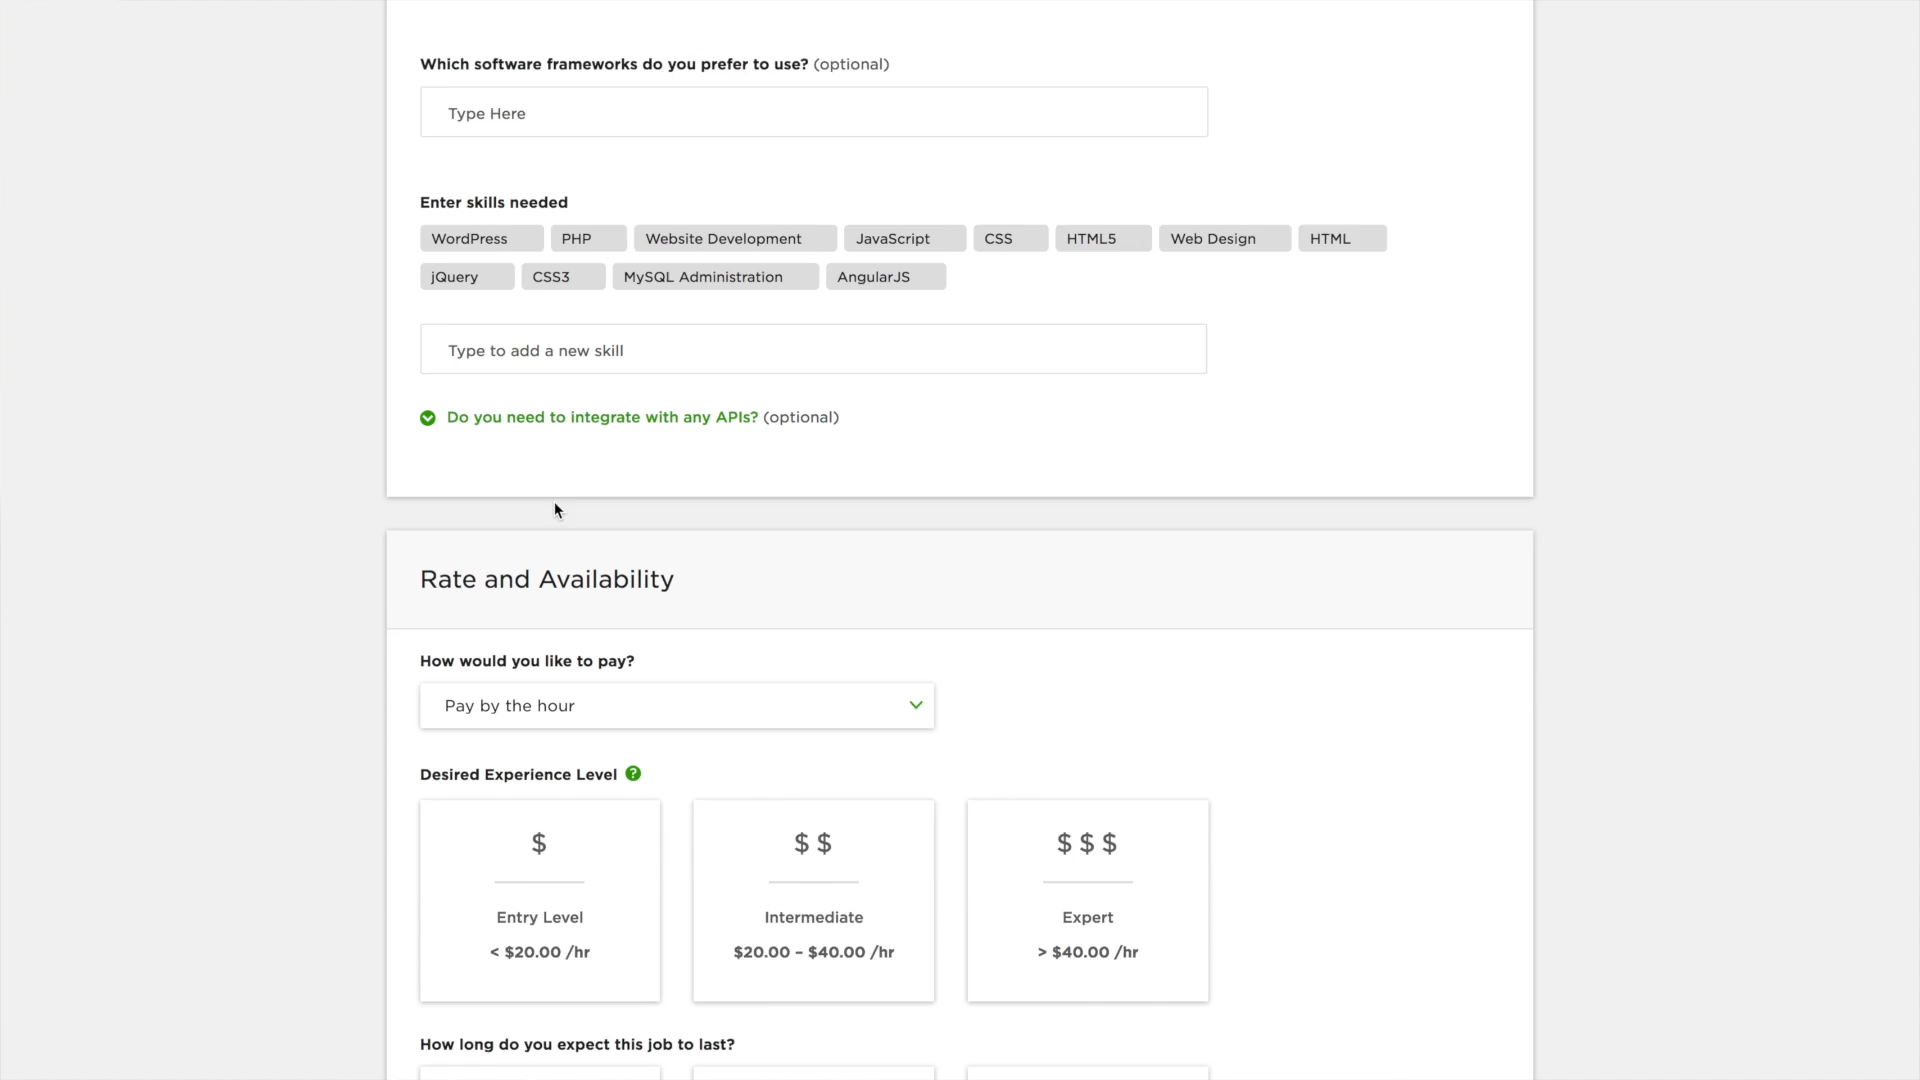 Which software frameworks do you prefer to use? (optional)
Type Here
Enter skills needed
WordPress PHP Website Development JavaScript CSS HTML5 Web Design HTML
jQuery CSS3 MySQL Administration AngularJS
Type to add a new skill
Do you need to integrate with any APIs? (optional)
Rate and Availability
How would you like to pay?
Pay by the hour
Desired Experience Level ?
$ $ $ $ $ $
Entry Level Intermediate Expert
< $20.00 /hr $20.00 – $40.00 /hr > $40.00 /hr
How long do you expect this job to last?